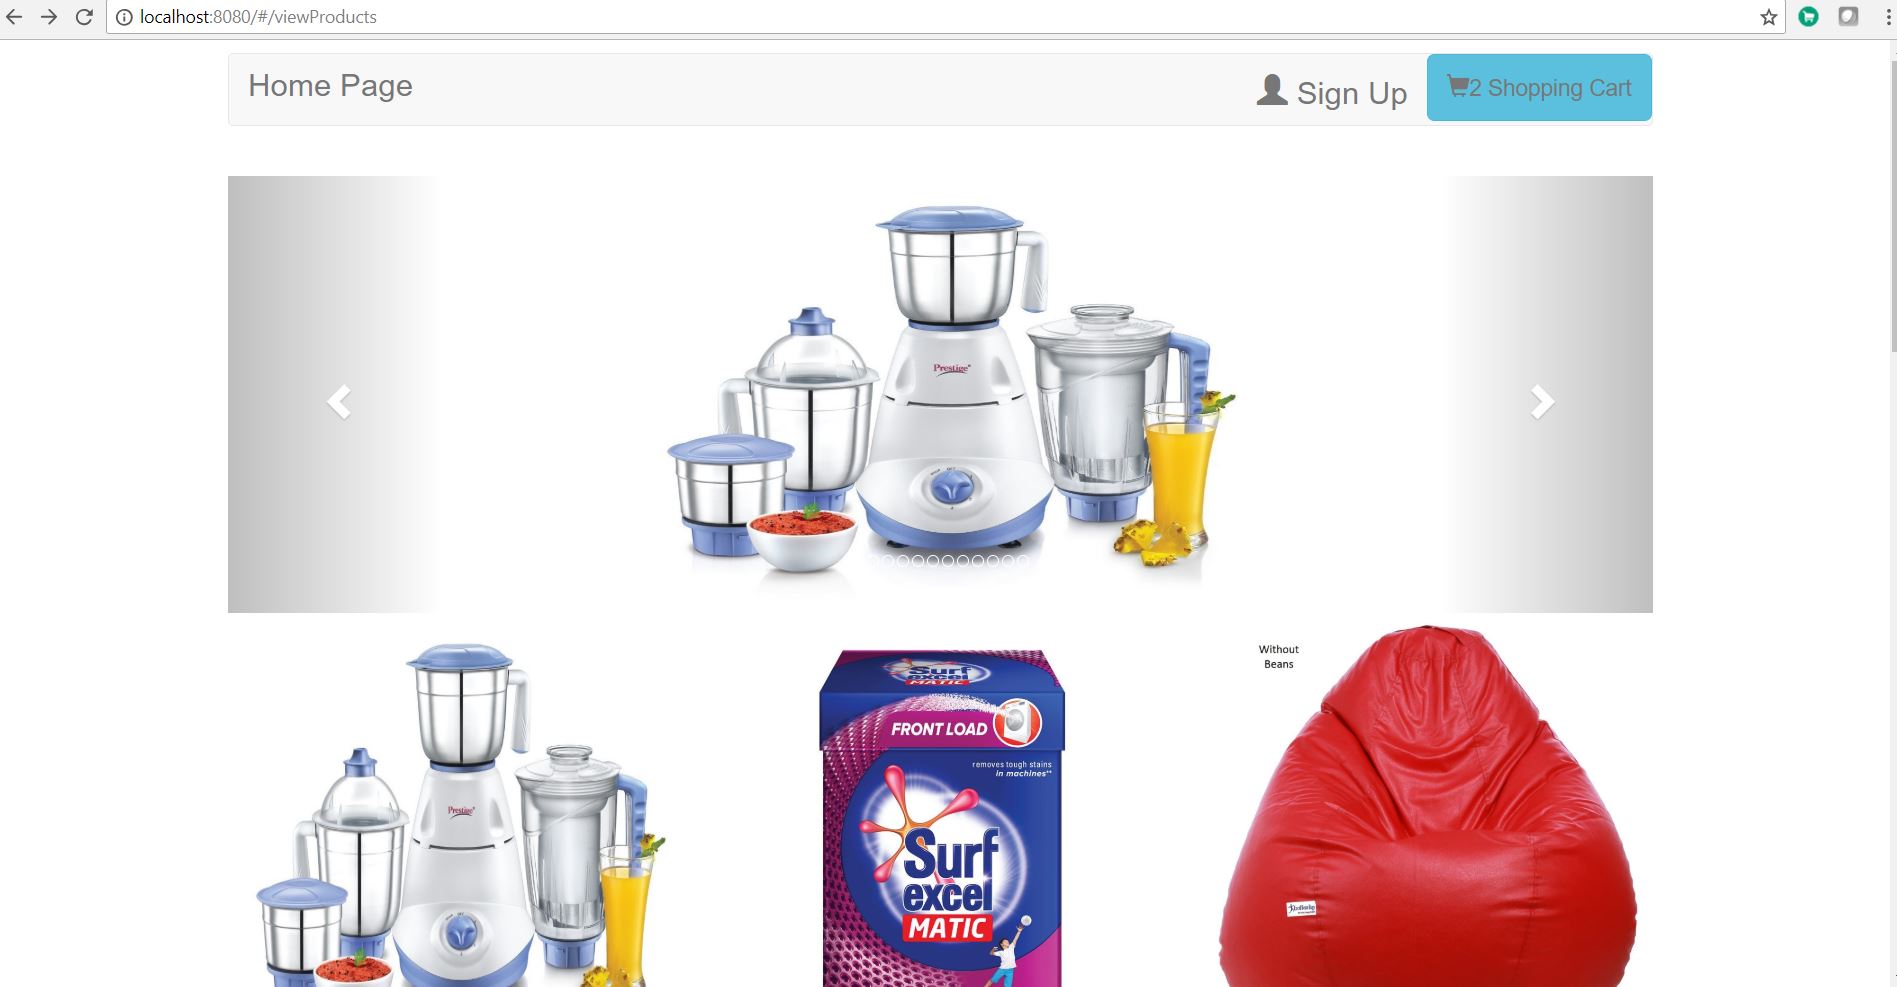 localhost:8080/#/viewProducts
Home Page
Sign Up
2 Shopping Cart
Prestige
Without
Beans
Prestige
Surf
excel
MATIC
FRONT LOAD
removes tough stains
in machines**
Surf
excel
MATIC